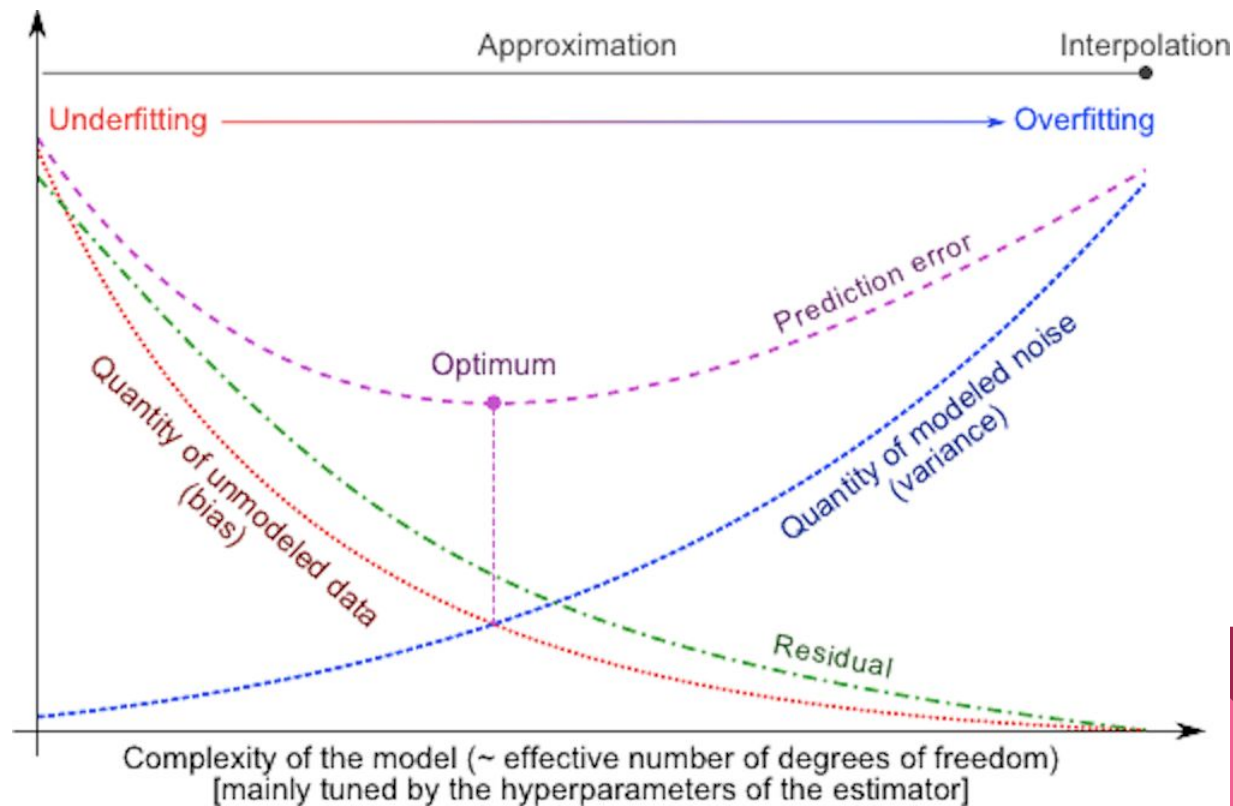 Approximation
Interpolation
Underfitting
Overfitting
Prediction error
Optimum
Quantity of unmodeled data
(bias)
Quantity of modeled noise
(variance)
Residual
Complexity of the model (~ effective number of degrees of freedom)
[mainly tuned by the hyperparameters of the estimator]